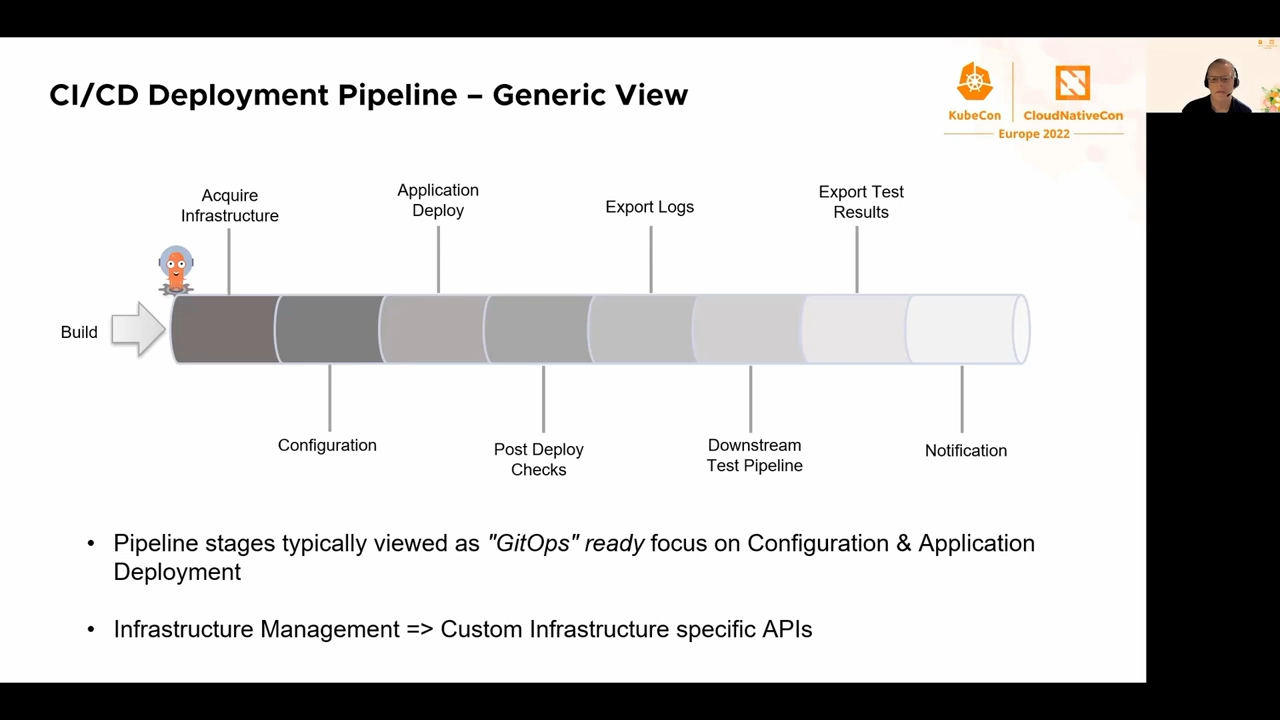 CI/CD Deployment Pipeline – Generic View
KubeCon
CloudNativeCon
Europe 2022
Acquire
Infrastructure
Application
Deploy
Export Logs
Export Test
Results
Build
Configuration
Post Deploy
Checks
Downstream
Test Pipeline
Notification
• Pipeline stages typically viewed as "GitOps" ready focus on Configuration & Application
Deployment
• Infrastructure Management => Custom Infrastructure specific APIs